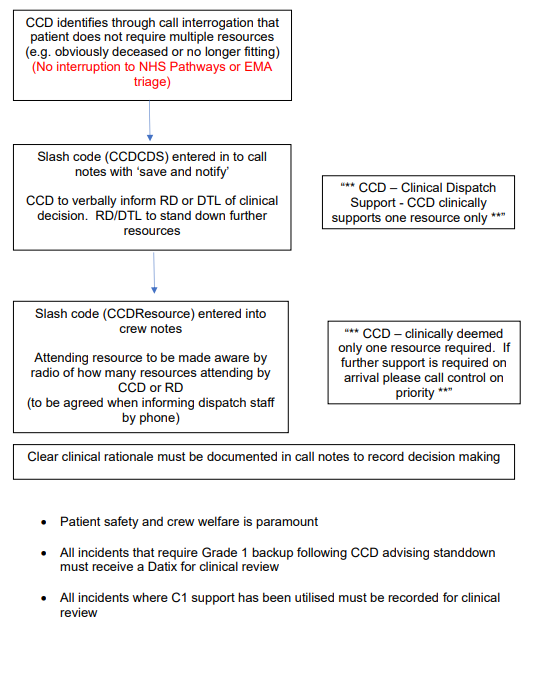 CCD identifies through call interrogation that
patient does not require multiple resources
(e.g. obviously deceased or no longer fitting)
(No interruption to NHS Pathways or EMA
triage)
Slash code (CCDCDS) entered in to call
notes with ‘save and notify’
CCD to verbally inform RD or DTL of clinical
decision.  RD/DTL to stand down further
resources
“** CCD – Clinical Dispatch
Support - CCD clinically
supports one resource only **”
Slash code (CCDResource) entered into
crew notes
Attending resource to be made aware by
radio of how many resources attending by
CCD or RD
(to be agreed when informing dispatch staff
by phone)
“** CCD – clinically deemed
only one resource required.  If
further support is required on
arrival please call control on
priority **”
Clear clinical rationale must be documented in call notes to record decision making
• Patient safety and crew welfare is paramount
• All incidents that require Grade 1 backup following CCD advising standdown
must receive a Datix for clinical review
• All incidents where C1 support has been utilised must be recorded for clinical
review